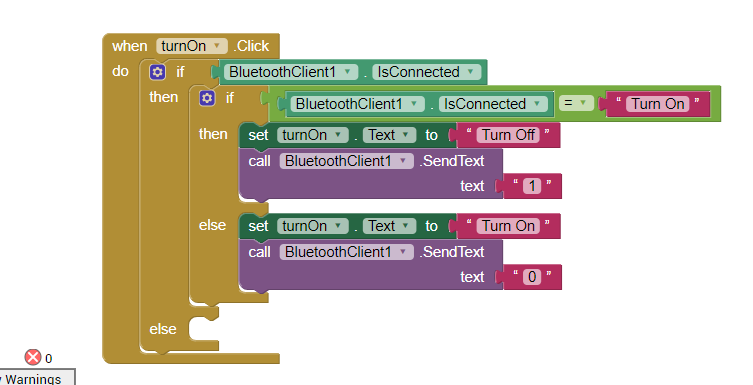 when turnOn .Click
do if BluetoothClient1 . IsConnected
then if BluetoothClient1 . IsConnected = “ Turn On ”
then set turnOn . Text to “ Turn Off ”
call BluetoothClient1 .SendText
text “ 1 ”
else set turnOn . Text to “ Turn On ”
call BluetoothClient1 .SendText
text “ 0 ”
else
0
Warnings